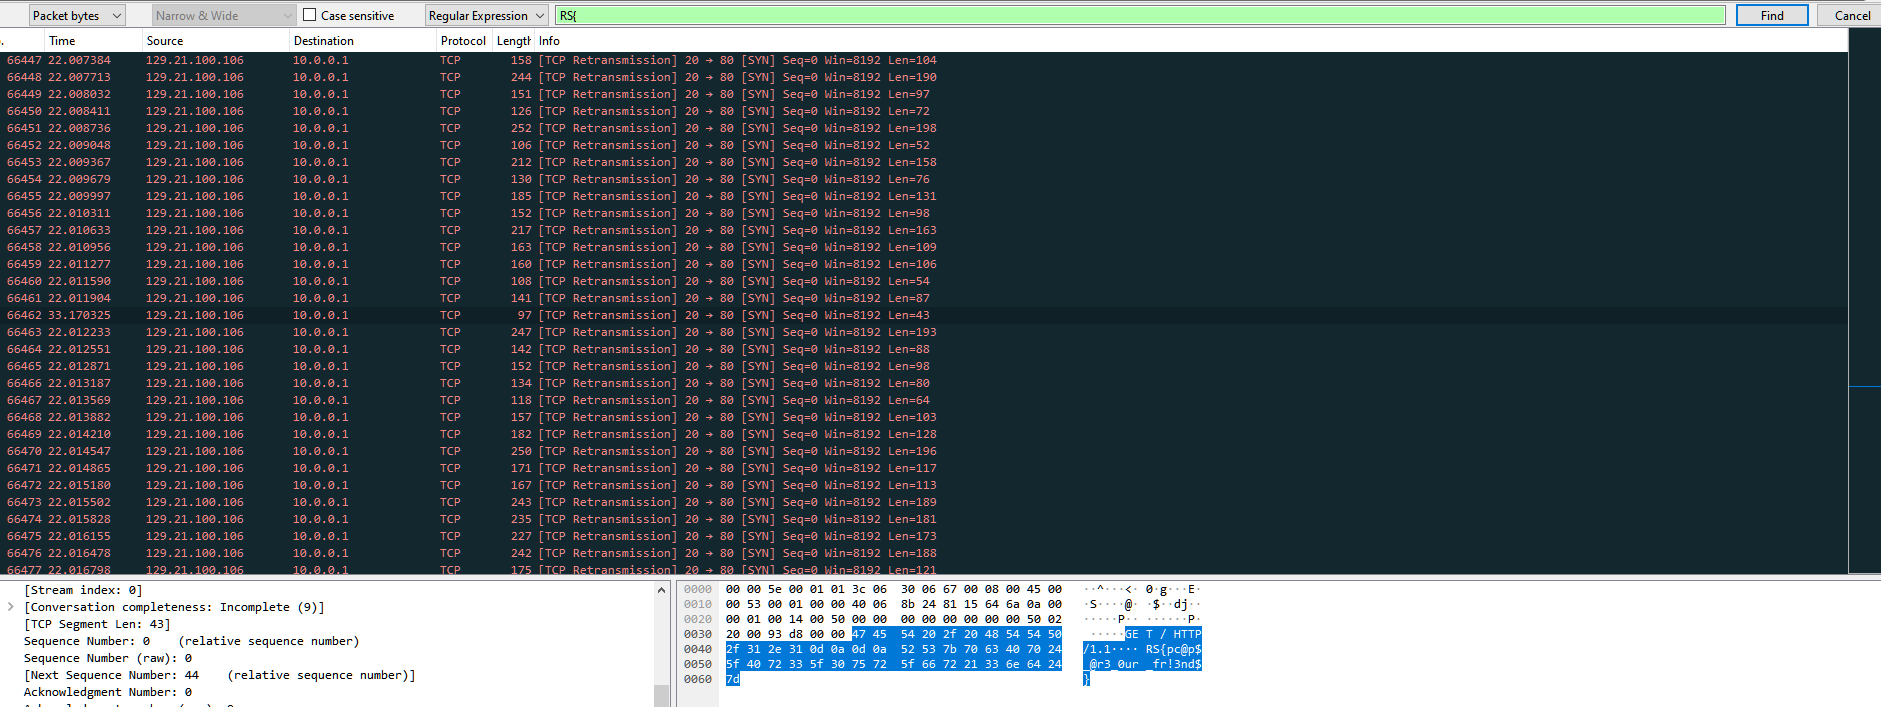 Packet bytes Narrow & Wide Case sensitive Regular Expression RS{ Find Cancel
. Time Source Destination Protocol Length Info
66447 22.007384 129.21.100.106 10.0.0.1 TCP 158 [TCP Retransmission] 20 → 80 [SYN] Seq=0 Win=8192 Len=104
66448 22.007713 129.21.100.106 10.0.0.1 TCP 244 [TCP Retransmission] 20 → 80 [SYN] Seq=0 Win=8192 Len=190
66449 22.008032 129.21.100.106 10.0.0.1 TCP 151 [TCP Retransmission] 20 → 80 [SYN] Seq=0 Win=8192 Len=97
66450 22.008411 129.21.100.106 10.0.0.1 TCP 126 [TCP Retransmission] 20 → 80 [SYN] Seq=0 Win=8192 Len=72
66451 22.008736 129.21.100.106 10.0.0.1 TCP 252 [TCP Retransmission] 20 → 80 [SYN] Seq=0 Win=8192 Len=198
66452 22.009048 129.21.100.106 10.0.0.1 TCP 106 [TCP Retransmission] 20 → 80 [SYN] Seq=0 Win=8192 Len=52
66453 22.009367 129.21.100.106 10.0.0.1 TCP 212 [TCP Retransmission] 20 → 80 [SYN] Seq=0 Win=8192 Len=158
66454 22.009679 129.21.100.106 10.0.0.1 TCP 130 [TCP Retransmission] 20 → 80 [SYN] Seq=0 Win=8192 Len=76
66455 22.009997 129.21.100.106 10.0.0.1 TCP 185 [TCP Retransmission] 20 → 80 [SYN] Seq=0 Win=8192 Len=131
66456 22.010311 129.21.100.106 10.0.0.1 TCP 152 [TCP Retransmission] 20 → 80 [SYN] Seq=0 Win=8192 Len=98
66457 22.010633 129.21.100.106 10.0.0.1 TCP 217 [TCP Retransmission] 20 → 80 [SYN] Seq=0 Win=8192 Len=163
66458 22.010956 129.21.100.106 10.0.0.1 TCP 163 [TCP Retransmission] 20 → 80 [SYN] Seq=0 Win=8192 Len=109
66459 22.011277 129.21.100.106 10.0.0.1 TCP 160 [TCP Retransmission] 20 → 80 [SYN] Seq=0 Win=8192 Len=106
66460 22.011590 129.21.100.106 10.0.0.1 TCP 108 [TCP Retransmission] 20 → 80 [SYN] Seq=0 Win=8192 Len=54
66461 22.011904 129.21.100.106 10.0.0.1 TCP 141 [TCP Retransmission] 20 → 80 [SYN] Seq=0 Win=8192 Len=87
66462 33.170325 129.21.100.106 10.0.0.1 TCP 97 [TCP Retransmission] 20 → 80 [SYN] Seq=0 Win=8192 Len=43
66463 22.012233 129.21.100.106 10.0.0.1 TCP 247 [TCP Retransmission] 20 → 80 [SYN] Seq=0 Win=8192 Len=193
66464 22.012551 129.21.100.106 10.0.0.1 TCP 142 [TCP Retransmission] 20 → 80 [SYN] Seq=0 Win=8192 Len=88
66465 22.012871 129.21.100.106 10.0.0.1 TCP 152 [TCP Retransmission] 20 → 80 [SYN] Seq=0 Win=8192 Len=98
66466 22.013187 129.21.100.106 10.0.0.1 TCP 134 [TCP Retransmission] 20 → 80 [SYN] Seq=0 Win=8192 Len=80
66467 22.013569 129.21.100.106 10.0.0.1 TCP 118 [TCP Retransmission] 20 → 80 [SYN] Seq=0 Win=8192 Len=64
66468 22.013882 129.21.100.106 10.0.0.1 TCP 157 [TCP Retransmission] 20 → 80 [SYN] Seq=0 Win=8192 Len=103
66469 22.014210 129.21.100.106 10.0.0.1 TCP 182 [TCP Retransmission] 20 → 80 [SYN] Seq=0 Win=8192 Len=128
66470 22.014547 129.21.100.106 10.0.0.1 TCP 250 [TCP Retransmission] 20 → 80 [SYN] Seq=0 Win=8192 Len=196
66471 22.014865 129.21.100.106 10.0.0.1 TCP 171 [TCP Retransmission] 20 → 80 [SYN] Seq=0 Win=8192 Len=117
66472 22.015180 129.21.100.106 10.0.0.1 TCP 167 [TCP Retransmission] 20 → 80 [SYN] Seq=0 Win=8192 Len=113
66473 22.015502 129.21.100.106 10.0.0.1 TCP 243 [TCP Retransmission] 20 → 80 [SYN] Seq=0 Win=8192 Len=189
66474 22.015828 129.21.100.106 10.0.0.1 TCP 235 [TCP Retransmission] 20 → 80 [SYN] Seq=0 Win=8192 Len=181
66475 22.016155 129.21.100.106 10.0.0.1 TCP 227 [TCP Retransmission] 20 → 80 [SYN] Seq=0 Win=8192 Len=173
66476 22.016478 129.21.100.106 10.0.0.1 TCP 242 [TCP Retransmission] 20 → 80 [SYN] Seq=0 Win=8192 Len=188
66477 22.016798 129.21.100.106 10.0.0.1 TCP 175 [TCP Retransmission] 20 → 80 [SYN] Seq=0 Win=8192 Len=121
[Stream index: 0]
[Conversation completeness: Incomplete (9)]
[TCP Segment Len: 43]
Sequence Number: 0 (relative sequence number)
Sequence Number (raw): 0
[Next Sequence Number: 44 (relative sequence number)]
Acknowledgment Number: 0
0000 00 00 5e 00 01 01 3c 06 30 06 67 00 08 00 45 00 ··^···<· 0·g···E·
0010 00 53 00 01 00 00 40 06 8b 24 81 15 64 6a 0a 00 ·S····@· ·$··dj··
0020 00 01 00 14 00 50 00 00 00 00 00 00 00 00 50 02 ·····P·· ······P·
0030 20 00 93 d8 00 00 47 45 54 20 2f 20 48 54 54 50 ·····GE T / HTTP
0040 2f 31 2e 31 0d 0a 0d 0a 52 53 7b 70 63 40 70 24 /1.1···· RS{pc@p$
0050 5f 40 72 33 5f 30 75 72 5f 66 72 21 33 6e 64 24 _@r3_0ur _fr!3nd$
0060 7d }